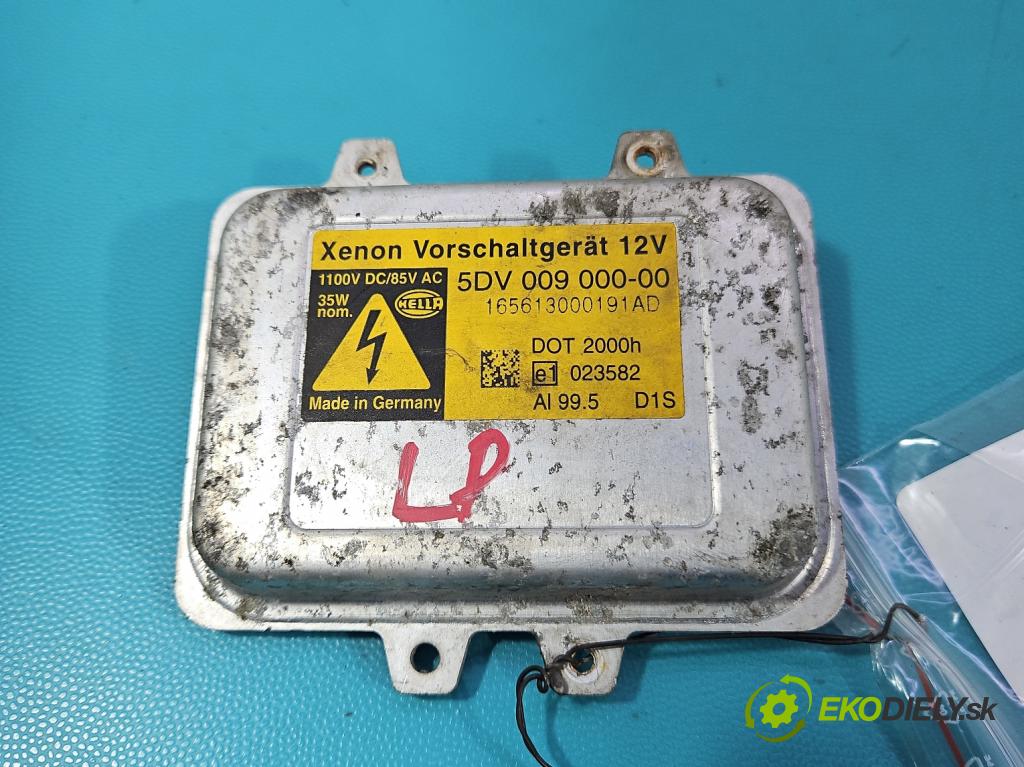 Xenon Vorschaltgerät 12V
1100V DC/85V AC
35W
nom.
HELLA
Made in Germany
5DV 009 000-00
165613000191AD
DOT 2000h
e1 023582
Al 99.5 D1S
LP
EKODIELY.sk